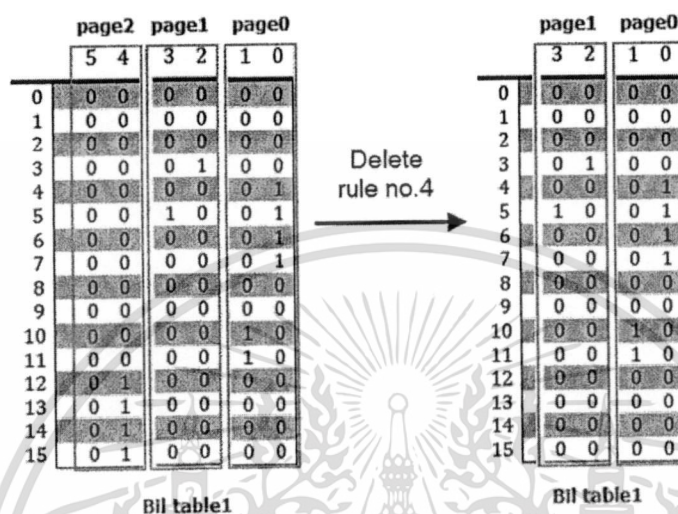 page2 page1 page0
5 4 3 2 1 0
0 0 0 0 0 0 0
1 0 0 0 0 0 0
2 0 0 0 0 0 0
3 0 0 0 1 0 0
4 0 0 0 0 0 1
5 0 0 1 0 0 1
6 0 0 0 0 0 1
7 0 0 0 0 0 1
8 0 0 0 0 0 0
9 0 0 0 0 0 0
10 0 0 0 0 1 0
11 0 0 0 0 1 0
12 0 1 0 0 0 0
13 0 1 0 0 0 0
14 0 1 0 0 0 0
15 0 1 0 0 0 0
Bil table1
Delete
rule no.4
page1 page0
3 2 1 0
0 0 0 0 0
1 0 0 0 0
2 0 0 0 0
3 0 1 0 0
4 0 0 0 1
5 1 0 0 1
6 0 0 0 1
7 0 0 0 1
8 0 0 0 0
9 0 0 0 0
10 0 0 1 0
11 0 0 1 0
12 0 0 0 0
13 0 0 0 0
14 0 0 0 0
15 0 0 0 0
Bil table1